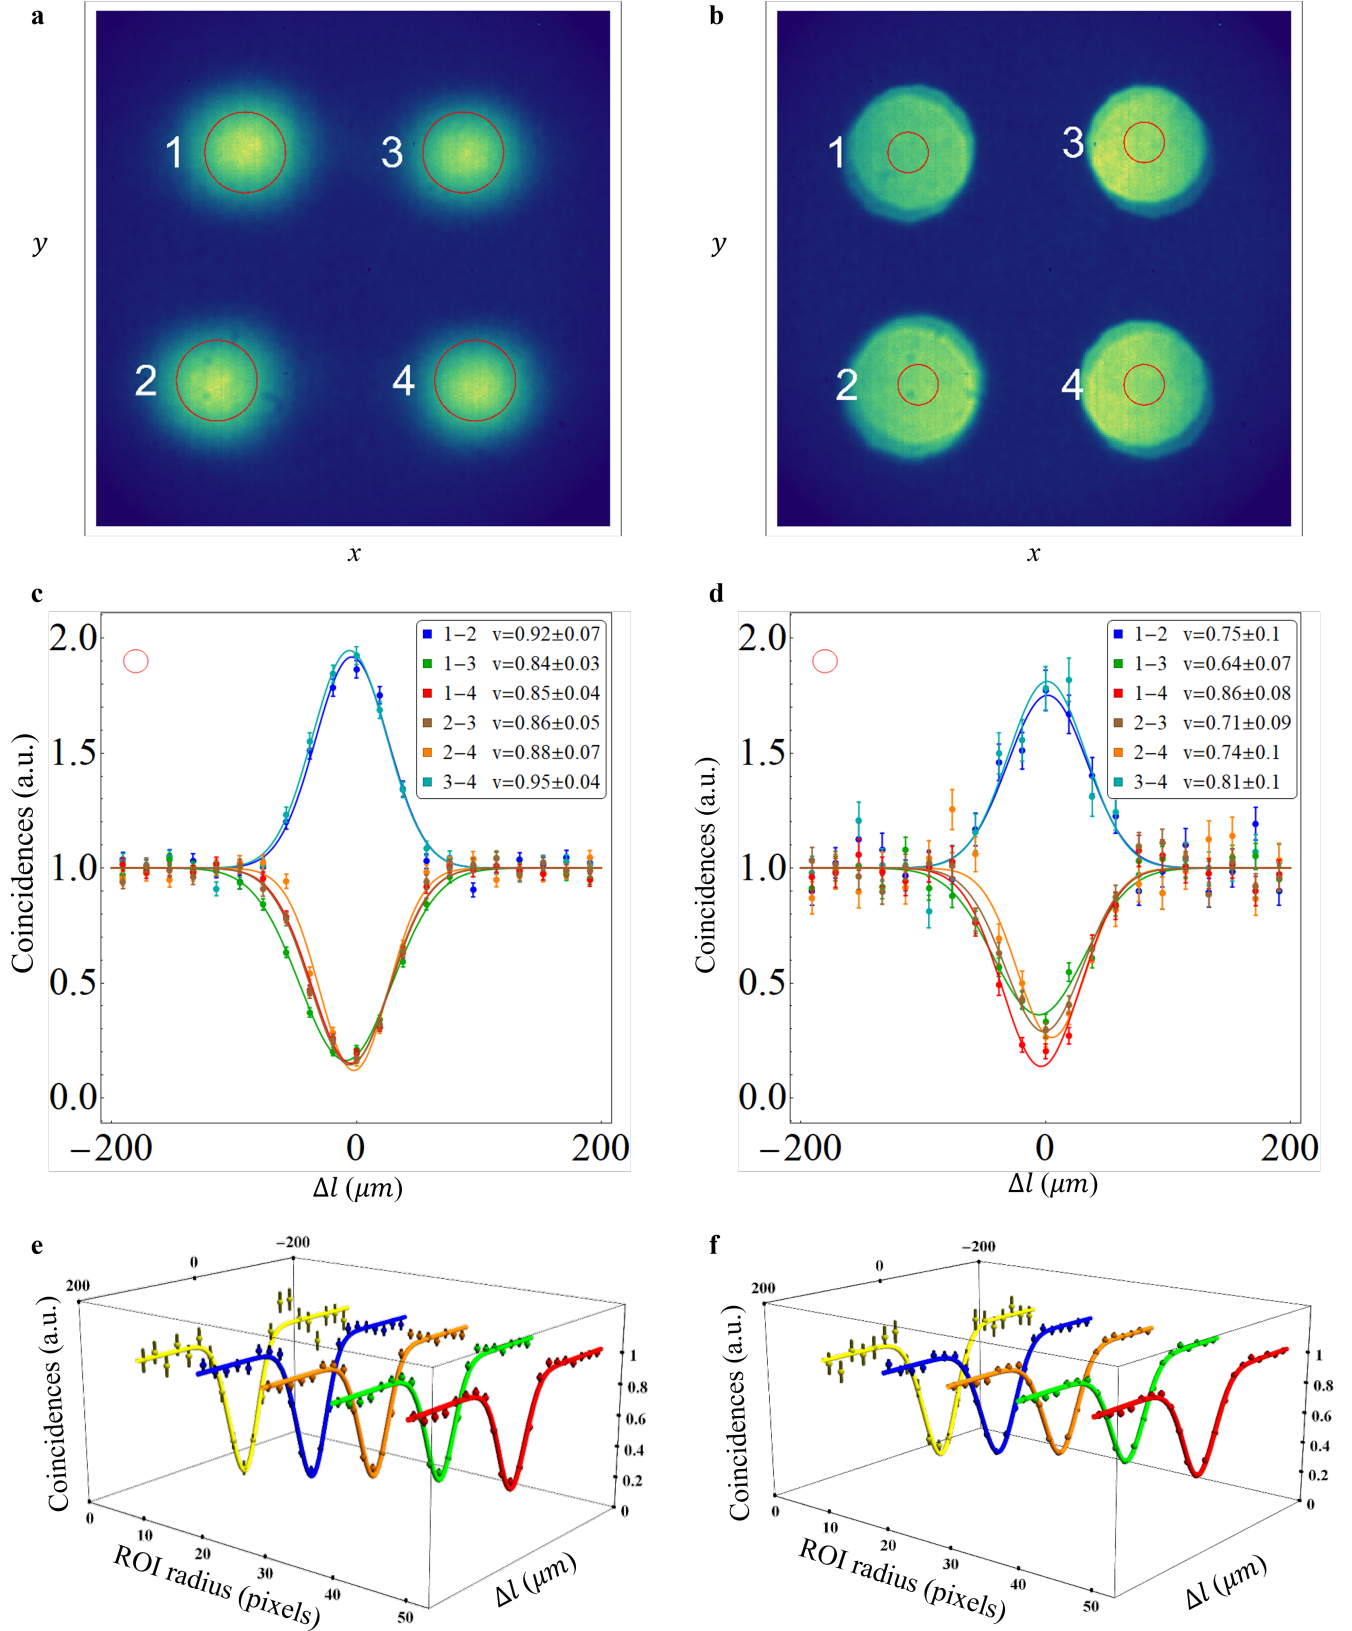 a
1
3
2
4
y
x
b
1
3
2
4
y
x
c
2.0
1.5
1.0
0.5
0.0
1−2 v=0.92±0.07
1−3 v=0.84±0.03
1−4 v=0.85±0.04
2−3 v=0.86±0.05
2−4 v=0.88±0.07
3−4 v=0.95±0.04
Coincidences (a.u.)
−200 0 200
Δl (μm)
d
2.0
1.5
1.0
0.5
0.0
1−2 v=0.75±0.1
1−3 v=0.64±0.07
1−4 v=0.86±0.08
2−3 v=0.71±0.09
2−4 v=0.74±0.1
3−4 v=0.81±0.1
Coincidences (a.u.)
−200 0 200
Δl (μm)
e
200 0 −200
Coincidences (a.u.)
1
0.8
0.6
0.4
0.2
0
0 10 20 30 40 50
ROI radius (pixels)
Δl (μm)
f
200 0 −200
Coincidences (a.u.)
1
0.8
0.6
0.4
0.2
0
0 10 20 30 40 50
ROI radius (pixels)
Δl (μm)